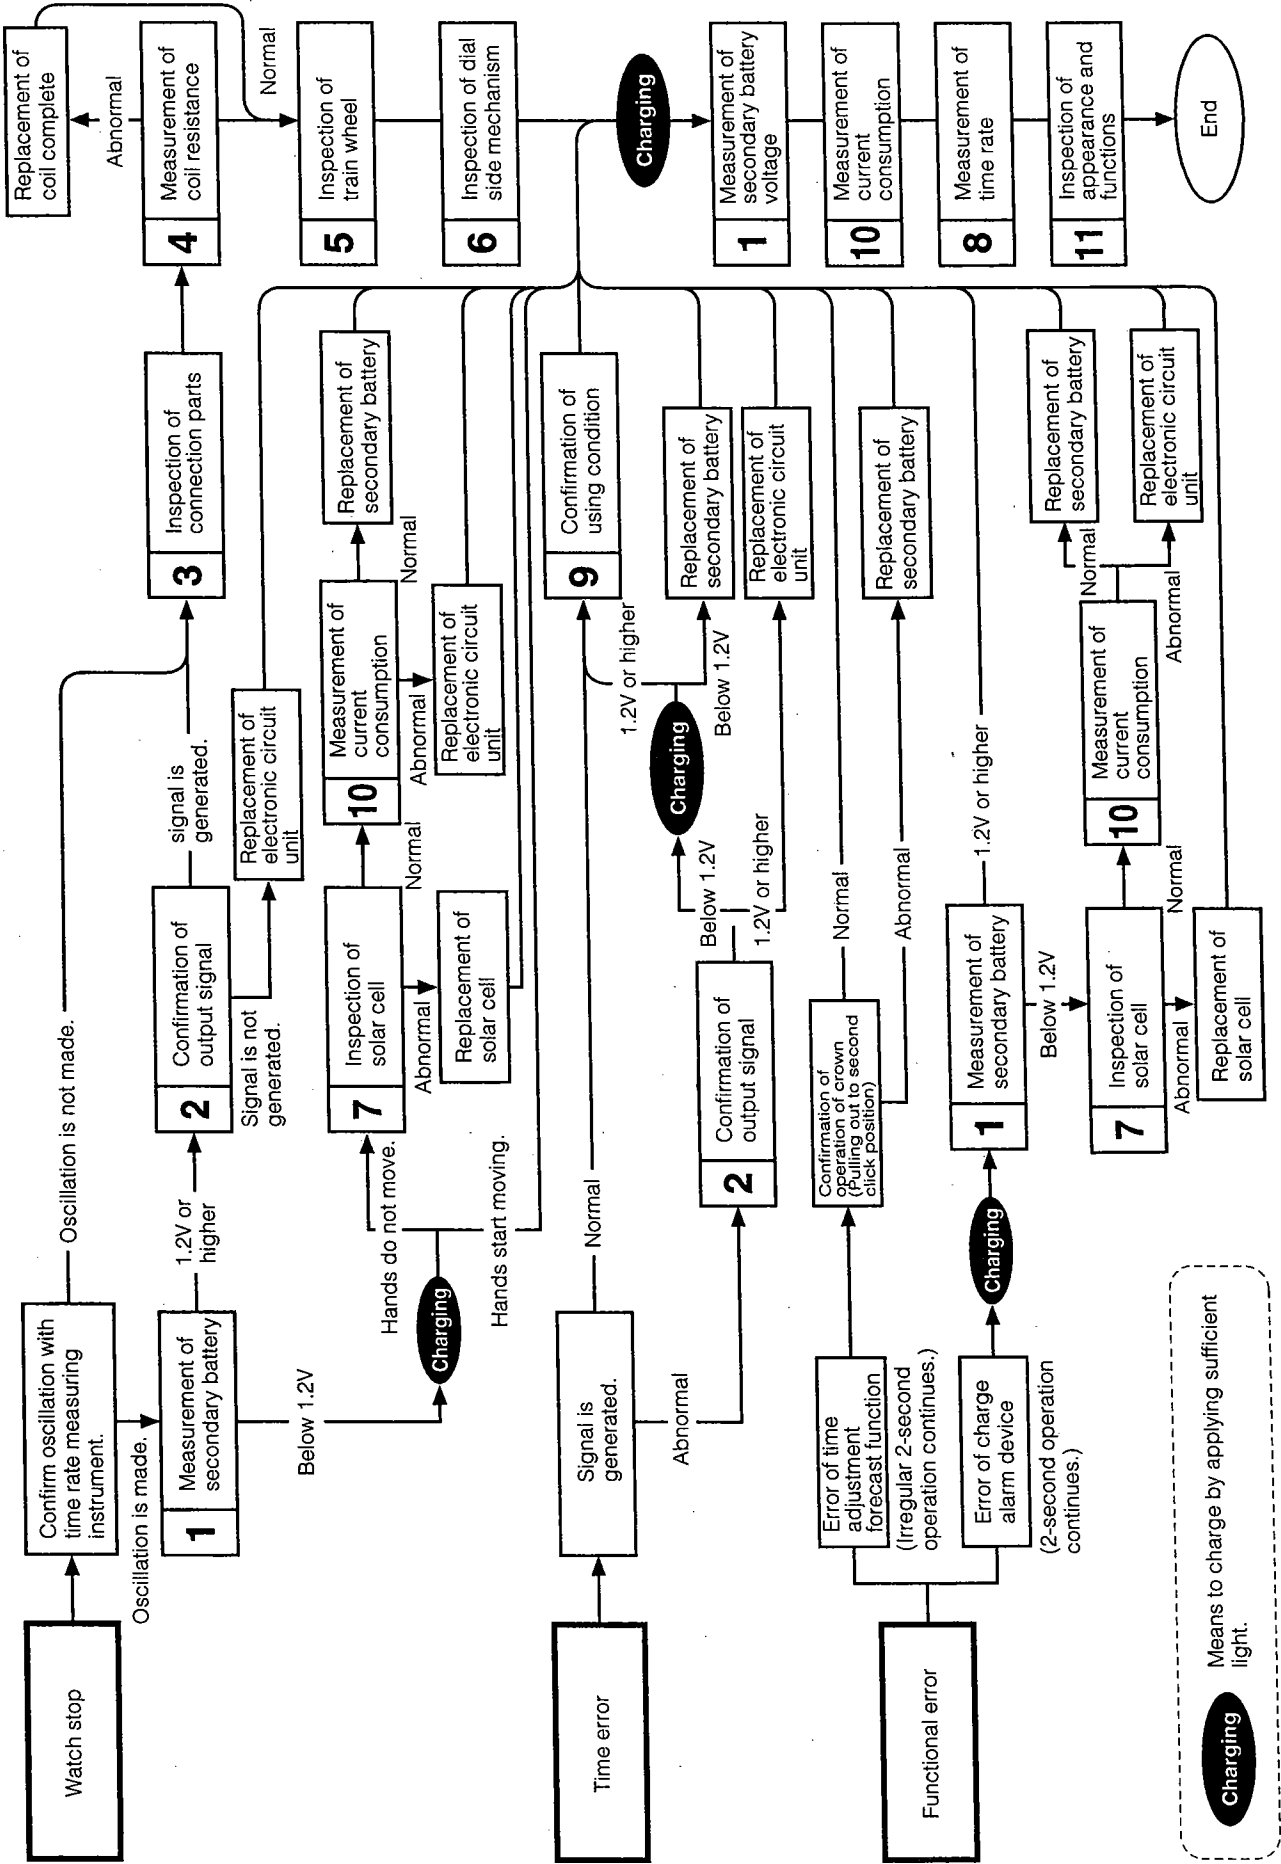 Watch stop
Confirm oscillation with
time rate measuring
instrument.
Oscillation is not made.
Oscillation is made.
1
Measurement of
secondary battery
1.2V or
higher
Below 1.2V
2
Confirmation of
output signal
signal is
generated.
Signal is not
generated.
Replacement of
electronic circuit
unit
3
Inspection of
connection parts
4
Measurement of
coil resistance
Abnormal
Replacement of
coil complete
Normal
5
Inspection of
train wheel
6
Inspection of dial
side mechanism
Charging
Hands do not move.
Hands start moving.
7
Inspection of
solar cell
Normal
Abnormal
Replacement of
solar cell
10
Measurement of
current
consumption
Normal
Abnormal
Replacement of
secondary battery
Replacement of
electronic circuit
unit
Time error
Signal is
generated.
Normal
Abnormal
2
Confirmation of
output signal
Below 1.2V
1.2V or higher
Charging
1.2V or higher
Below 1.2V
9
Confirmation of
using condition
Replacement of
secondary battery
Replacement of
electronic circuit
unit
Charging
1
Measurement of
secondary battery
voltage
10
Measurement of
current
consumption
8
Measurement of
time rate
11
Inspection of
appearance and
functions
End
Functional error
Error of time
adjustment
forecast function
(Irregular 2-second
operation continues.)
Confirmation of
operation of crown
(Pulling out to second
click position)
Normal
Abnormal
Replacement of
secondary battery
Error of charge
alarm device
(2-second operation
continues.)
Charging
1
Measurement of
secondary battery
1.2V or higher
Below 1.2V
7
Inspection of
solar cell
Normal
Abnormal
Replacement of
solar cell
10
Measurement of
current
consumption
Normal
Abnormal
Replacement of
secondary battery
Replacement of
electronic circuit
unit
Charging
Means to charge by applying sufficient
light.